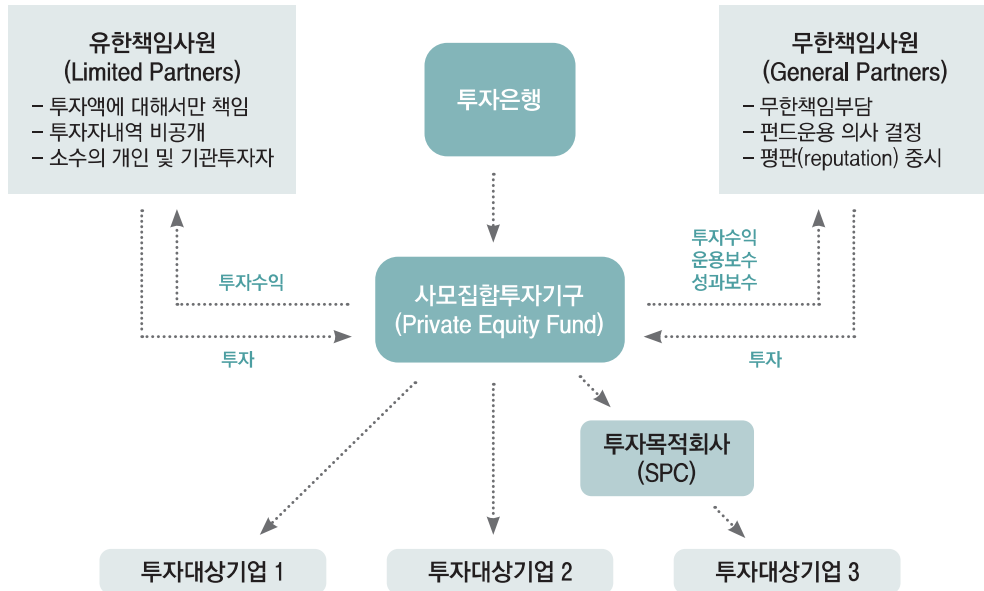 유한책임사원
(Limited Partners)
– 투자액에 대해서만 책임
– 투자자내역 비공개
– 소수의 개인 및 기관투자자
투자은행
무한책임사원
(General Partners)
– 무한책임부담
– 펀드운용 의사 결정
– 평판(reputation) 중시
투자수익
투자
사모집합투자기구
(Private Equity Fund)
투자수익
운용보수
성과보수
투자
투자목적회사
(SPC)
투자대상기업 1
투자대상기업 2
투자대상기업 3